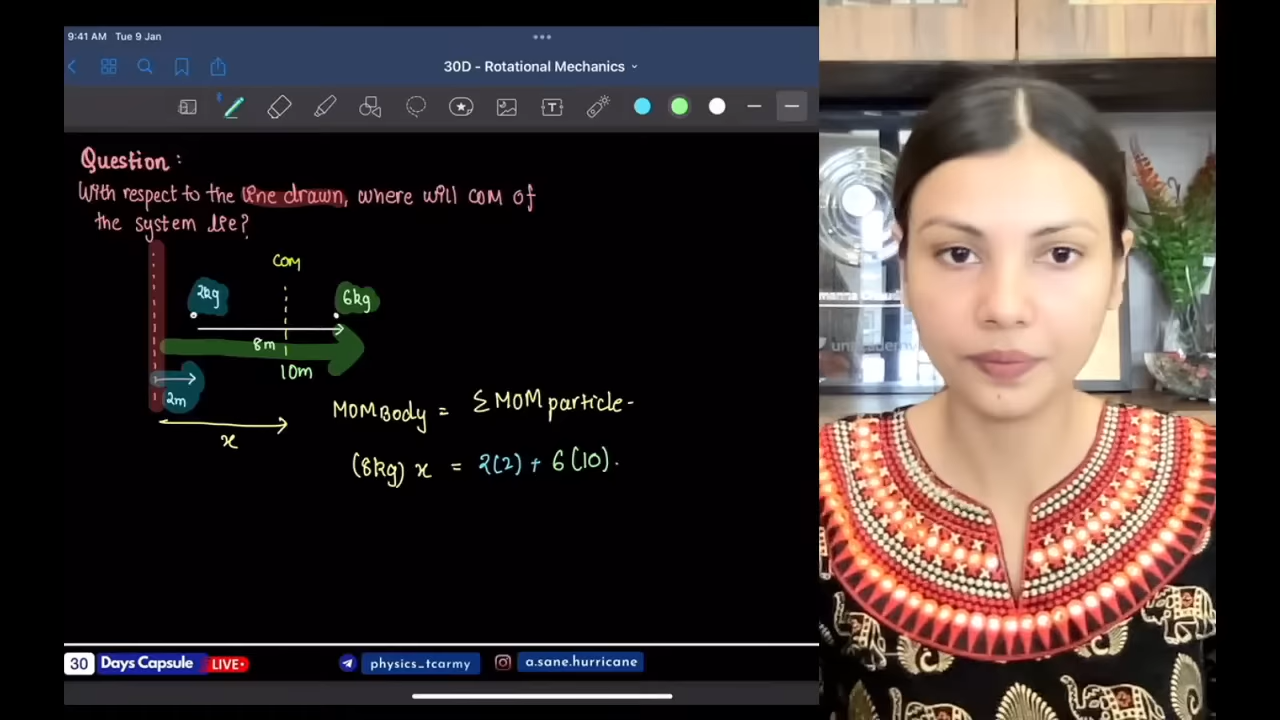 9:41 AM Tue 9 Jan
30D - Rotational Mechanics
Question:
With respect to the line drawn, where will COM of
the system lie?
COM
2kg
6kg
8m
10m
2m
x
MOMBody = Σ MOM particle-
(8kg) x = 2(2) + 6(10).
30 Days Capsule LIVE
physics_tcarmy
a.sane.hurricane